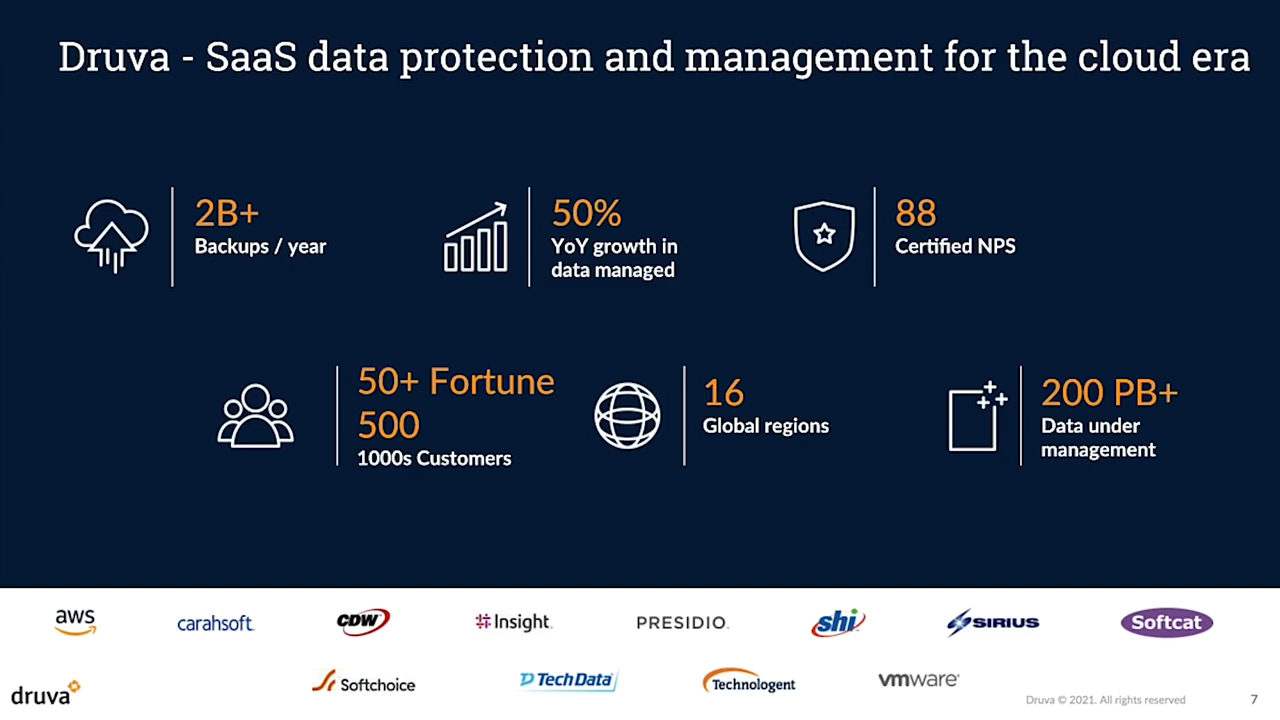 Druva - SaaS data protection and management for the cloud era
2B+
Backups / year
50%
YoY growth in
data managed
88
Certified NPS
50+ Fortune
500
1000s Customers
16
Global regions
200 PB+
Data under
management
aws
carahsoft.
CDW
Insight.
PRESIDIO.
shi
SIRIUS
Softcat
druva
Softchoice
Tech Data
Technologent
vmware®
Druva © 2021. All rights reserved
7